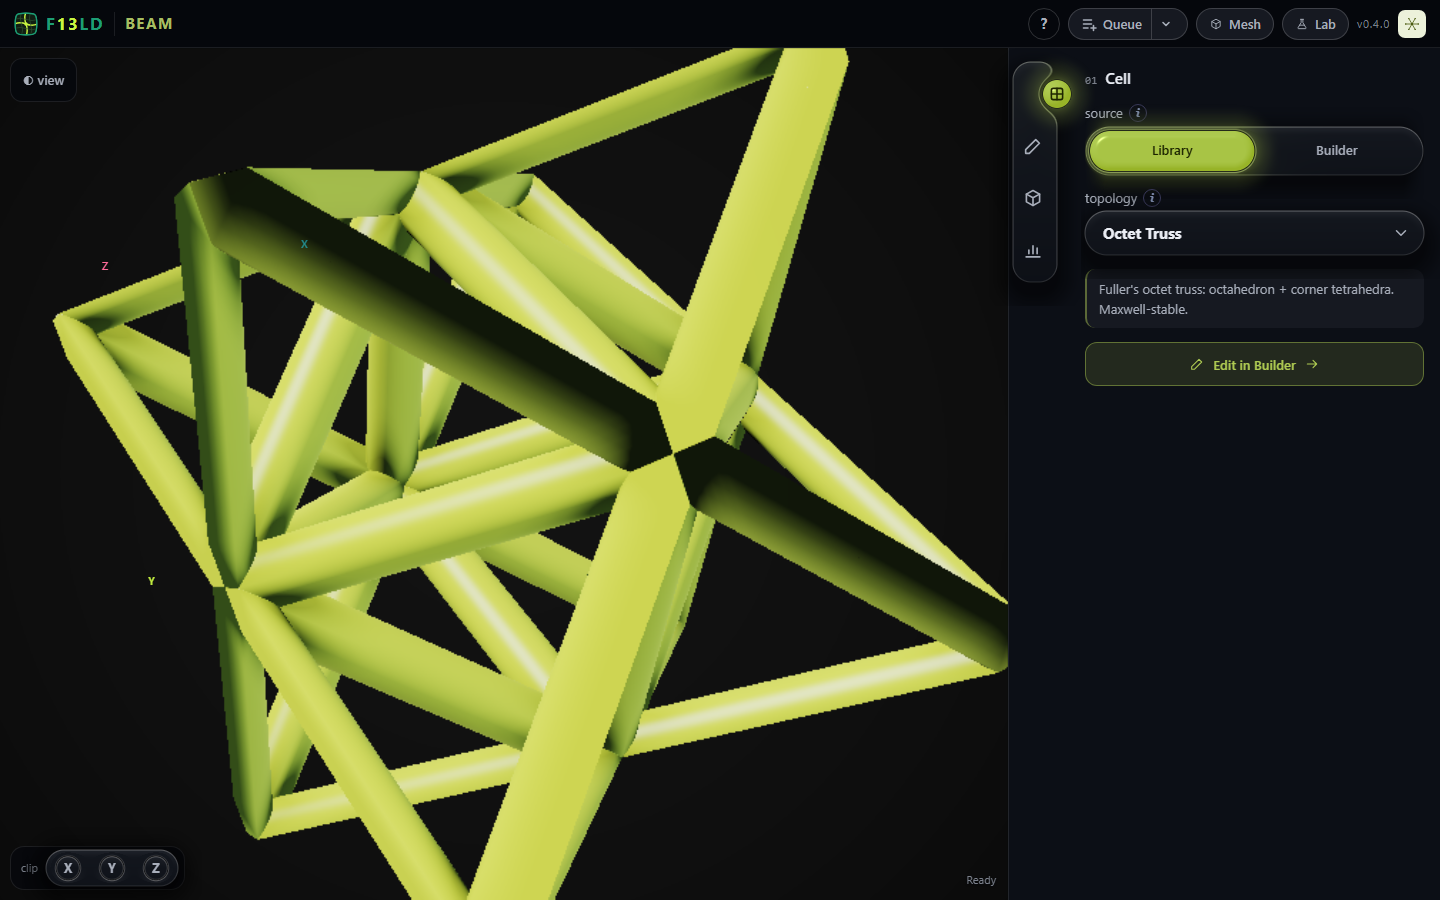 F13LD BEAM
? Queue Mesh Lab v0.4.0
view
01 Cell
source i
Library Builder
topology i
Octet Truss
Fuller's octet truss: octahedron + corner tetrahedra.
Maxwell-stable.
Edit in Builder →
X
Z
Y
clip X Y Z
Ready